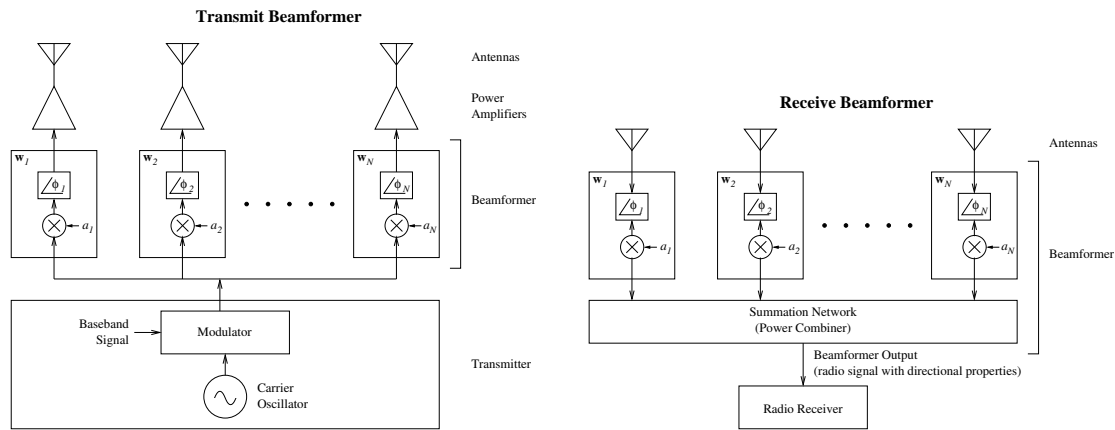 Transmit Beamformer
Antennas
Power
Amplifiers
w1
w2
wN
∠ϕ1
∠ϕ2
∠ϕN
a1
a2
aN
Beamformer
Baseband
Signal
Modulator
Transmitter
Carrier
Oscillator
Receive Beamformer
Antennas
w1
w2
wN
∠ϕ1
∠ϕ2
∠ϕN
a1
a2
aN
Beamformer
Summation Network
(Power Combiner)
Beamformer Output
(radio signal with directional properties)
Radio Receiver